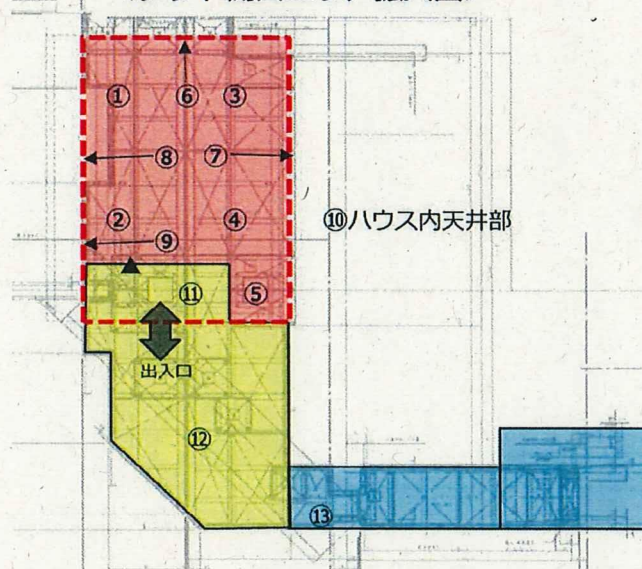 ① ⑥ ③
⑧ ⑦
② ④ ⑩ハウス内天井部
⑨
⑪ ⑤
出入口
⑫
⑬